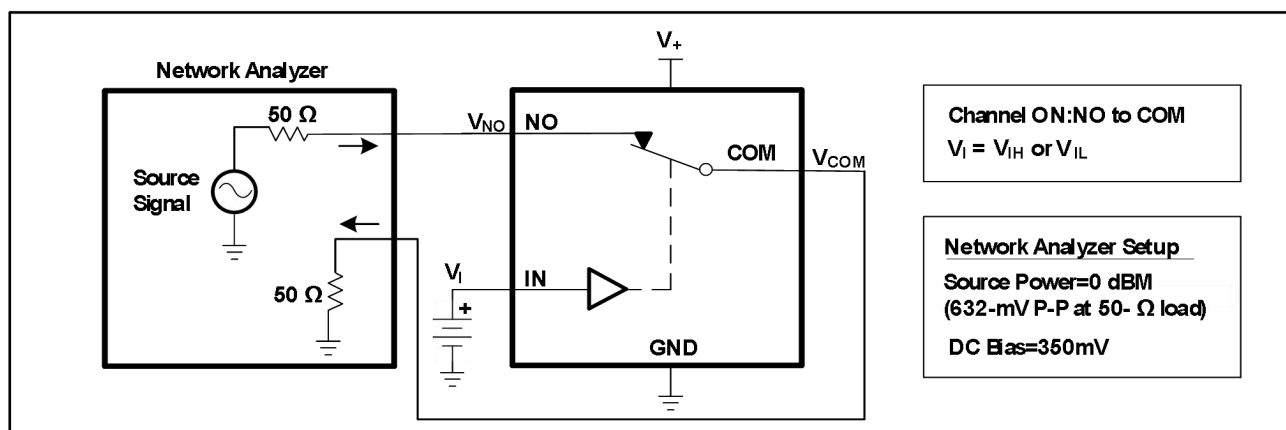 Network Analyzer
50 Ω
Source
Signal
50 Ω
V+
VNO
NO
COM
VCOM
VI
+
IN
GND
Channel ON:NO to COM
VI = VIH or VIL
Network Analyzer Setup
Source Power=0 dBM
(632-mV P-P at 50- Ω load)
DC Bias=350mV